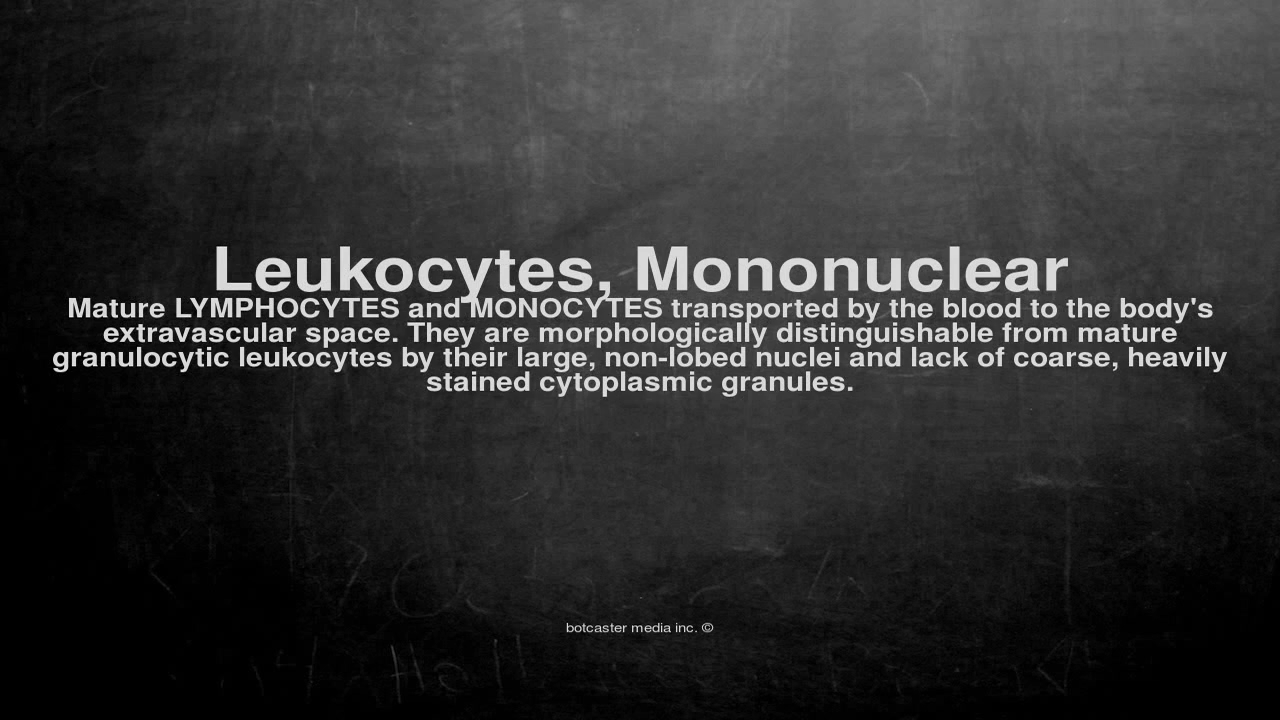 Leukocytes, Mononuclear
Mature LYMPHOCYTES and MONOCYTES transported by the blood to the body's
extravascular space. They are morphologically distinguishable from mature
granulocytic leukocytes by their large, non-lobed nuclei and lack of coarse, heavily
stained cytoplasmic granules.
botcaster media inc. ©